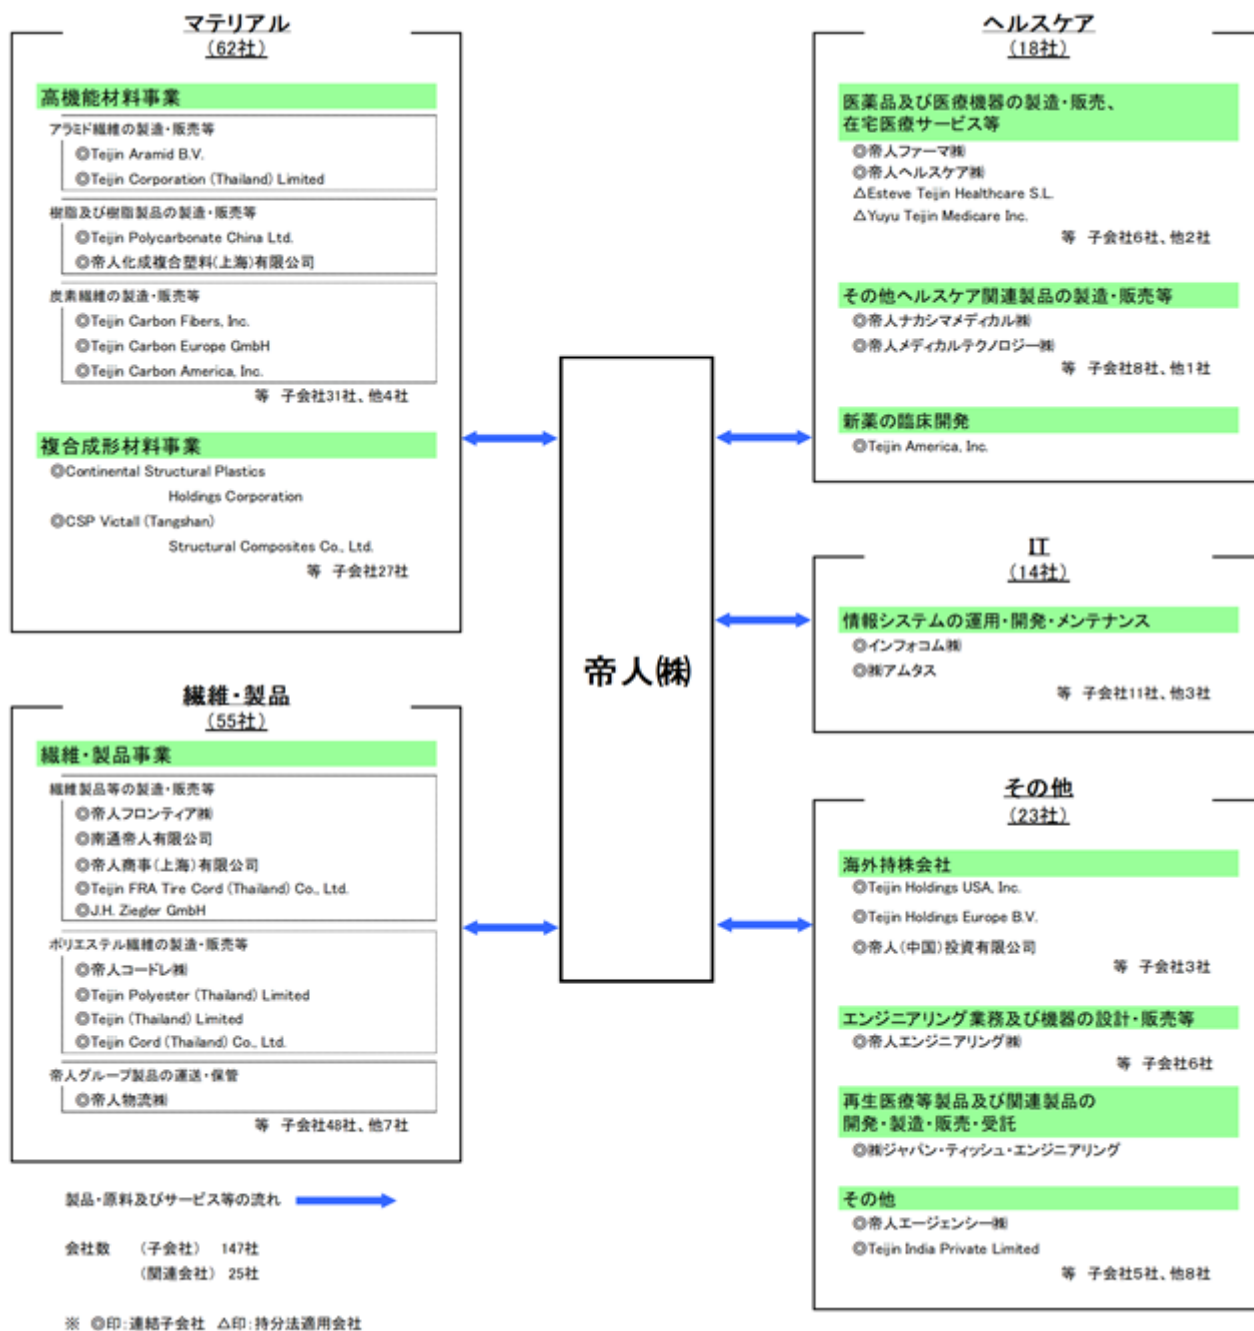 マテリアル
(62社)
高機能材料事業
アラミド繊維の製造・販売等
◎Teijin Aramid B.V.
◎Teijin Corporation (Thailand) Limited
樹脂及び樹脂製品の製造・販売等
◎Teijin Polycarbonate China Ltd.
◎帝人化成複合塑料(上海)有限公司
炭素繊維の製造・販売等
◎Teijin Carbon Fibers, Inc.
◎Teijin Carbon Europe GmbH
◎Teijin Carbon America, Inc.
等 子会社31社、他4社
複合成形材料事業
◎Continental Structural Plastics
Holdings Corporation
◎CSP Victall (Tangshan)
Structural Composites Co., Ltd.
等 子会社27社
繊維・製品
(55社)
繊維・製品事業
繊維製品等の製造・販売等
◎帝人フロンティア㈱
◎南通帝人有限公司
◎帝人商事(上海)有限公司
◎Teijin FRA Tire Cord (Thailand) Co., Ltd.
◎J.H. Ziegler GmbH
ポリエステル繊維の製造・販売等
◎帝人コードレ㈱
◎Teijin Polyester (Thailand) Limited
◎Teijin (Thailand) Limited
◎Teijin Cord (Thailand) Co., Ltd.
帝人グループ製品の運送・保管
◎帝人物流㈱
等 子会社48社、他7社
帝人㈱
ヘルスケア
(18社)
医薬品及び医療機器の製造・販売、
在宅医療サービス等
◎帝人ファーマ㈱
◎帝人ヘルスケア㈱
△Esteve Teijin Healthcare S.L.
△Yuyu Teijin Medicare Inc.
等 子会社6社、他2社
その他ヘルスケア関連製品の製造・販売等
◎帝人ナカシマメディカル㈱
◎帝人メディカルテクノロジー㈱
等 子会社8社、他1社
新薬の臨床開発
◎Teijin America, Inc.
IT
(14社)
情報システムの運用・開発・メンテナンス
◎インフォコム㈱
◎㈱アムタス
等 子会社11社、他3社
その他
(23社)
海外持株会社
◎Teijin Holdings USA, Inc.
◎Teijin Holdings Europe B.V.
◎帝人(中国)投資有限公司
等 子会社3社
エンジニアリング業務及び機器の設計・販売等
◎帝人エンジニアリング㈱
等 子会社6社
再生医療等製品及び関連製品の
開発・製造・販売・受託
◎㈱ジャパン・ティッシュ・エンジニアリング
その他
◎帝人エージェンシー㈱
◎Teijin India Private Limited
等 子会社5社、他8社
製品・原料及びサービス等の流れ
会社数 (子会社) 147社
(関連会社) 25社
※ ◎印:連結子会社 △印:持分法適用会社